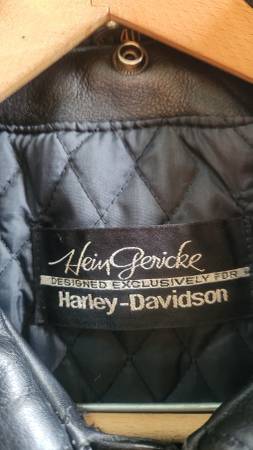 Hein Gericke
DESIGNED EXCLUSIVELY FOR
Harley-Davidson